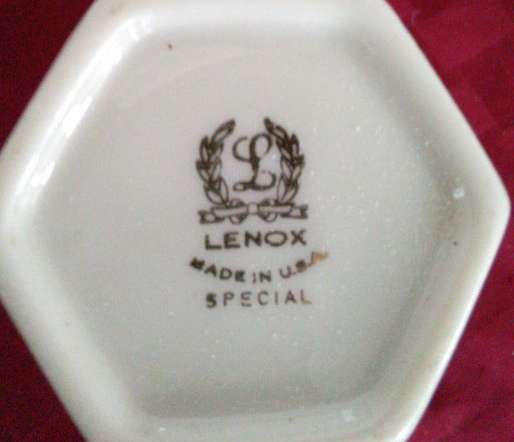 L
LENOX
MADE IN U.S.A.
SPECIAL